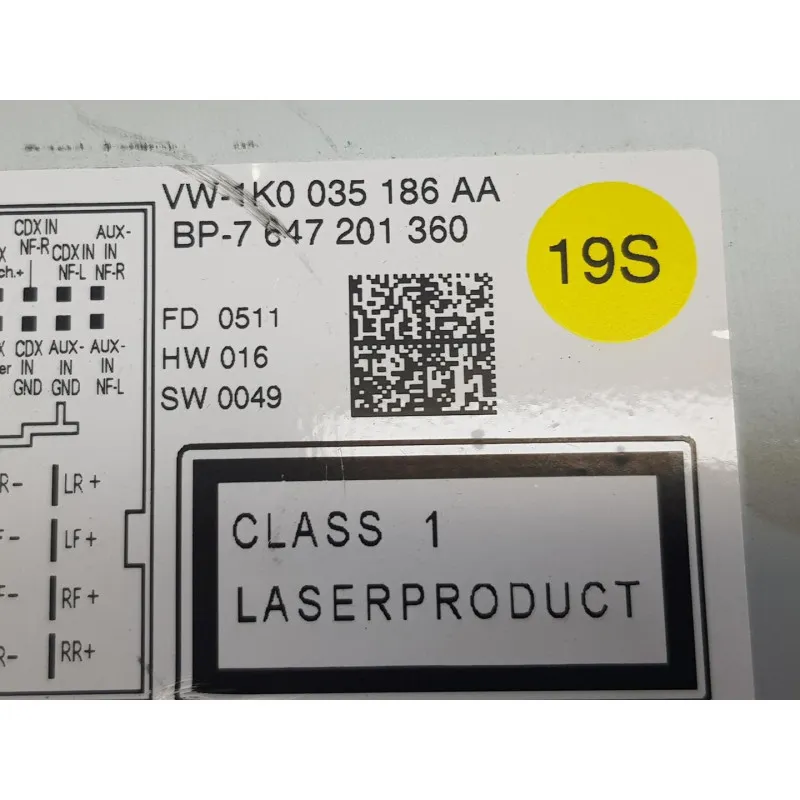 VW-1K0 035 186 AA
BP-7 647 201 360
19S
FD 0511
HW 016
SW 0049
CDX IN
NF-R
CDX IN
NF-L
AUX-
IN
NF-R
ch.+
CDX
IN
GND
AUX-
IN
GND
AUX-
IN
NF-L
er
R-
LR+
F-
LF+
F-
RF+
R-
RR+
CLASS 1
LASERPRODUCT